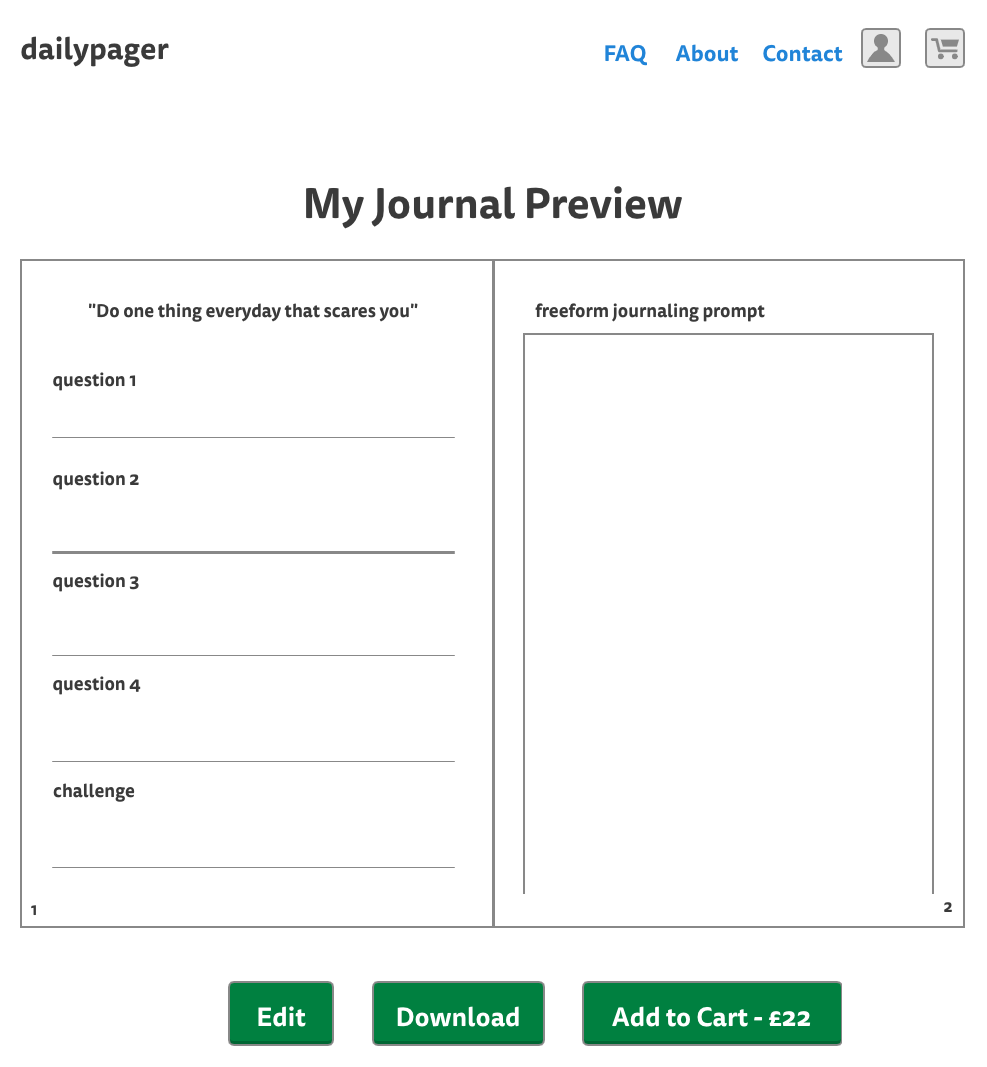 dailypager
FAQ About Contact
My Journal Preview
"Do one thing everyday that scares you"
question 1
question 2
question 3
question 4
challenge
1
freeform journaling prompt
2
Edit Download Add to Cart - £22